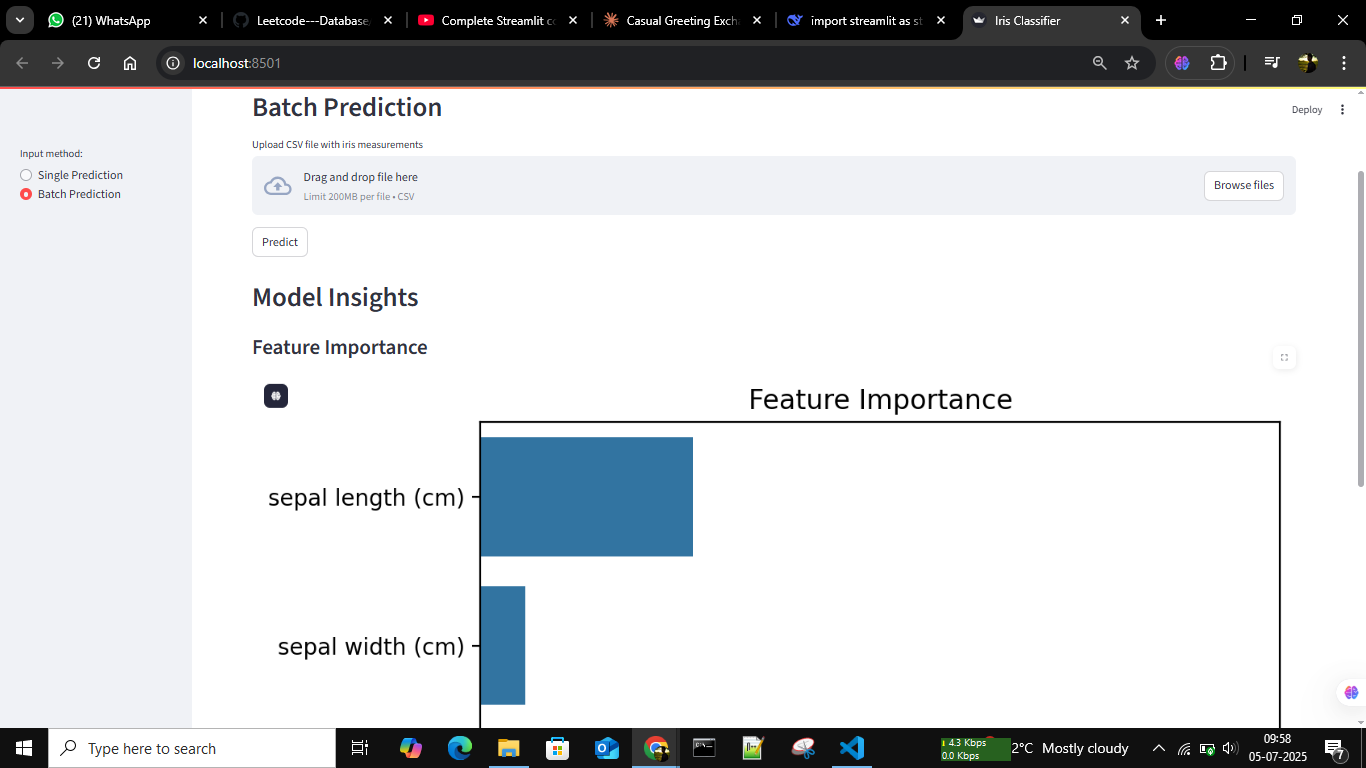 (21) WhatsApp
Leetcode---Database
Complete Streamlit co
Casual Greeting Exch
import streamlit as st
Iris Classifier
localhost:8501
Batch Prediction
Deploy
Upload CSV file with iris measurements
Input method:
Single Prediction
Batch Prediction
Drag and drop file here
Limit 200MB per file • CSV
Browse files
Predict
Model Insights
Feature Importance
Feature Importance
sepal length (cm)
sepal width (cm)
Type here to search
4.3 Kbps
0.0 Kbps
2°C Mostly cloudy
09:58
05-07-2025
7